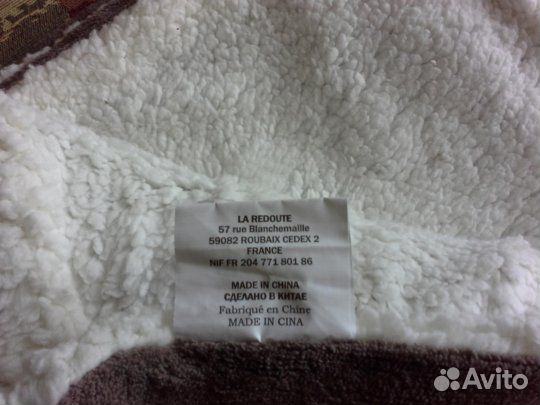 LA REDOUTE
57 rue Blanchemaille
59082 ROUBAIX CEDEX 2
FRANCE
NIF FR 204 771 801 86
MADE IN CHINA
СДЕЛАНО В КИТАЕ
Fabriqué en Chine
MADE IN CINA
Avito